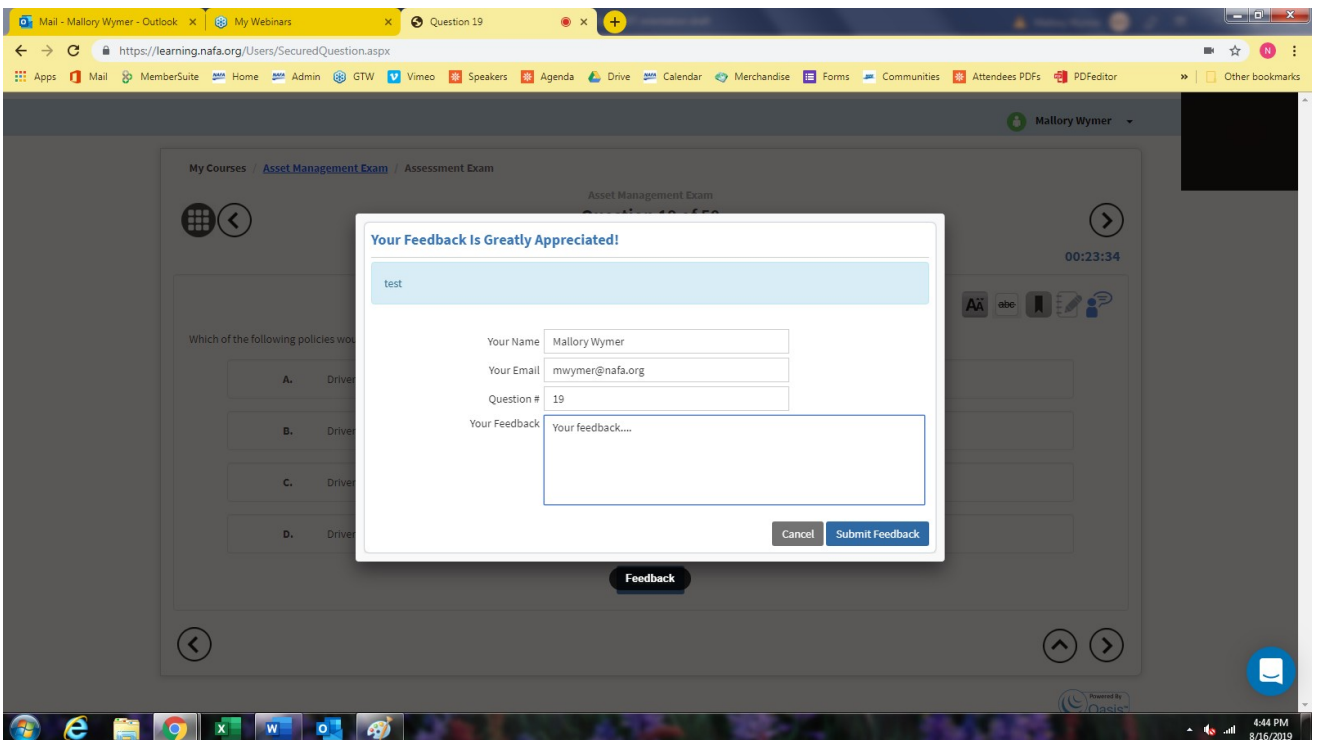 Mail - Mallory Wymer - Outlook
My Webinars
Question 19
https://learning.nafa.org/Users/SecuredQuestion.aspx
Apps Mail MemberSuite Home Admin GTW Vimeo Speakers Agenda Drive Calendar Merchandise Forms Communities Attendees PDFs PDFeditor » Other bookmarks
Mallory Wymer
My Courses / Asset Management Exam / Assessment Exam
Asset Management Exam
00:23:34
Your Feedback Is Greatly Appreciated!
test
abc
Which of the following policies
Your Name Mallory Wymer
Your Email mwymer@nafa.org
Question # 19
Your Feedback Your feedback....
A. Driver
B. Driver
C. Driver
D. Driver
Cancel Submit Feedback
Feedback
Powered By
Oasis
4:44 PM
8/16/2019